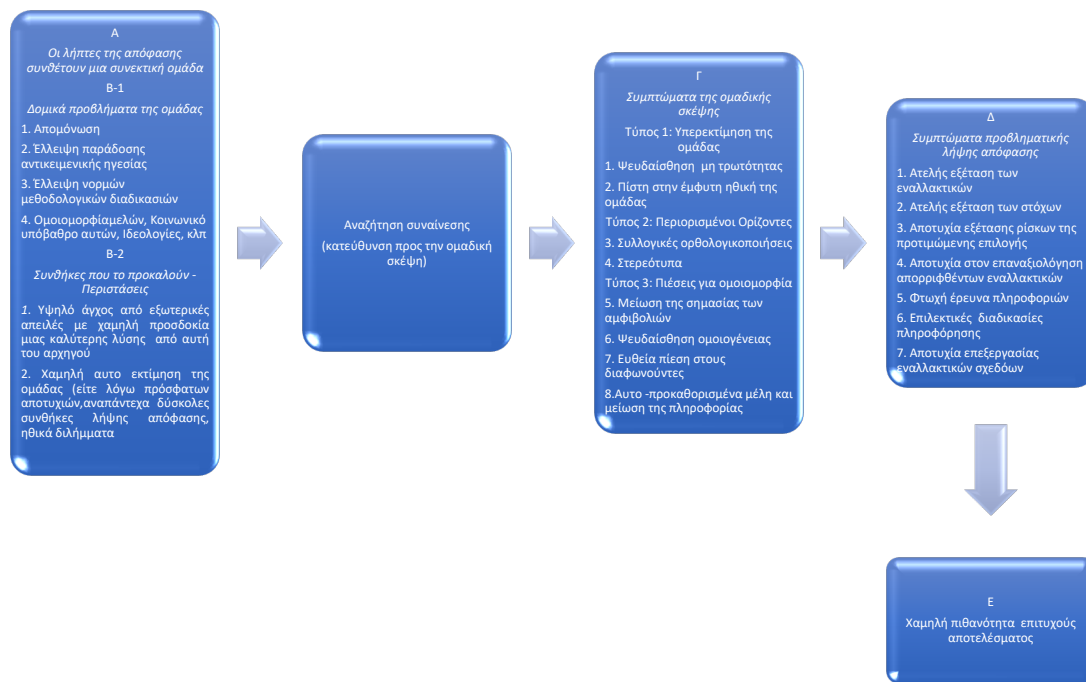 Α
Οι λήπτες της απόφασης
συνθέτουν μια συνεκτική ομάδα
Β-1
Δομικά προβλήματα της ομάδας
1. Απομόνωση
2. Έλλειψη παράδοσης
αντικειμενικής ηγεσίας
3. Έλλειψη νορμών
μεθοδολογικών διαδικασιών
4. Ομοιομορφίαμελών, Κοινωνικό
υπόβαθρο αυτών, Ιδεολογίες, κλπ
Β-2
Συνθήκες που το προκαλούν -
Περιστάσεις
1. Υψηλό άγχος από εξωτερικές
απειλές με χαμηλή προσδοκία
μιας καλύτερης λύσης από αυτή
του αρχηγού
2. Χαμηλή αυτο εκτίμηση της
ομάδας (είτε λόγω πρόσφατων
αποτυχιών,αναπάντεχα δύσκολες
συνθήκες λήψης απόφασης,
ηθικά διλήμματα
Αναζήτηση συναίνεσης
(κατεύθυνση προς την ομαδική
σκέψη)
Γ
Συμπτώματα της ομαδικής
σκέψης
Τύπος 1: Υπερεκτίμηση της
ομάδας
1. Ψευδαίσθηση μη τρωτότητας
2. Πίστη στην έμφυτη ηθική της
ομάδας
Τύπος 2: Περιορισμένοι Ορίζοντες
3. Συλλογικές ορθολογικοποιήσεις
4. Στερεότυπα
Τύπος 3: Πιέσεις για ομοιομορφία
5. Μείωση της σημασίας των
αμφιβολιών
6. Ψευδαίσθηση ομοιογένειας
7. Ευθεία πίεση στους
διαφωνούντες
8.Αυτο -προκαθορισμένα μέλη και
μείωση της πληροφορίας
Δ
Συμπτώματα προβληματικής
λήψης απόφασης
1. Ατελής εξέταση των
εναλλακτικών
2. Ατελής εξέταση των στόχων
3. Αποτυχία εξέτασης ρίσκων της
προτιμώμενης επιλογής
4. Αποτυχία στον επαναξιολόγηση
απορριφθέντων εναλλακτικών
5. Φτωχή έρευνα πληροφοριών
6. Επιλεκτικές διαδικασίες
πληροφόρησης
7. Αποτυχία επεξεργασίας
εναλλακτικών σχεδόων
Ε
Χαμηλή πιθανότητα επιτυχούς
αποτελέσματος